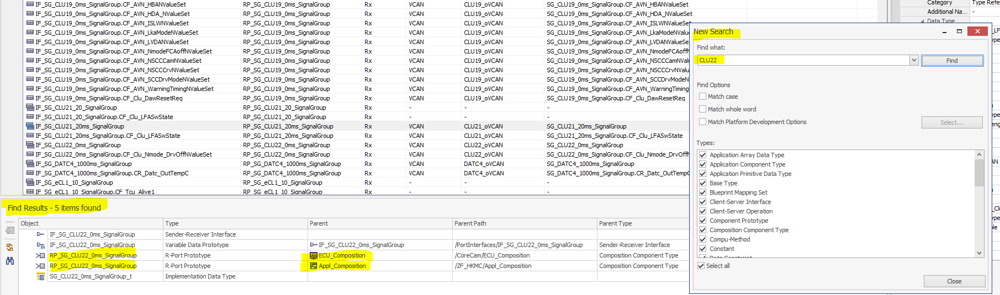 IF_SG_CLU19_0ms_SignalGroup.CF_AVN_HBANValueSet RP_SG_CLU19_0ms_SignalGroup Rx VCAN CLU19_oVCAN SG_CLU19_0ms_SignalGroup.CF_AVN_HBANValueSet
IF_SG_CLU19_0ms_SignalGroup.CF_AVN_HDA_NValueSet RP_SG_CLU19_0ms_SignalGroup Rx VCAN CLU19_oVCAN SG_CLU19_0ms_SignalGroup.CF_AVN_HDA_NValueSet
IF_SG_CLU19_0ms_SignalGroup.CF_AVN_ISLWNValueSet RP_SG_CLU19_0ms_SignalGroup Rx VCAN CLU19_oVCAN SG_CLU19_0ms_SignalGroup.CF_AVN_ISLWNValueSet
IF_SG_CLU19_0ms_SignalGroup.CF_AVN_LkaModeNValueSet RP_SG_CLU19_0ms_SignalGroup Rx VCAN CLU19_oVCAN SG_CLU19_0ms_SignalGroup.CF_AVN_LkaModeNValue
IF_SG_CLU19_0ms_SignalGroup.CF_AVN_LVDANValueSet RP_SG_CLU19_0ms_SignalGroup Rx VCAN CLU19_oVCAN SG_CLU19_0ms_SignalGroup.CF_AVN_LVDANValueSet
IF_SG_CLU19_0ms_SignalGroup.CF_AVN_NmodeFCAoffNValueSet RP_SG_CLU19_0ms_SignalGroup Rx VCAN CLU19_oVCAN SG_CLU19_0ms_SignalGroup.CF_AVN_NmodeFCAoffN
IF_SG_CLU19_0ms_SignalGroup.CF_AVN_NSCCCamNValueSet RP_SG_CLU19_0ms_SignalGroup Rx VCAN CLU19_oVCAN SG_CLU19_0ms_SignalGroup.CF_AVN_NSCCCamNValu
IF_SG_CLU19_0ms_SignalGroup.CF_AVN_NSCCCrvNValueSet RP_SG_CLU19_0ms_SignalGroup Rx VCAN CLU19_oVCAN SG_CLU19_0ms_SignalGroup.CF_AVN_NSCCCrvNValue
IF_SG_CLU19_0ms_SignalGroup.CF_AVN_SCCDrvModeNValueSet RP_SG_CLU19_0ms_SignalGroup Rx VCAN CLU19_oVCAN SG_CLU19_0ms_SignalGroup.CF_AVN_SCCDrvModeN
IF_SG_CLU19_0ms_SignalGroup.CF_AVN_WarningTimingNValueSet RP_SG_CLU19_0ms_SignalGroup Rx VCAN CLU19_oVCAN SG_CLU19_0ms_SignalGroup.CF_AVN_WarningTiming
IF_SG_CLU19_0ms_SignalGroup.CF_Clu_DawResetReq RP_SG_CLU19_0ms_SignalGroup Rx VCAN CLU19_oVCAN SG_CLU19_0ms_SignalGroup.CF_Clu_DawResetReq
IF_SG_CLU21_20_SignalGroup RP_SG_CLU21_20_SignalGroup Rx - - -
IF_SG_CLU21_20_SignalGroup.CF_Clu_LFASwState RP_SG_CLU21_20_SignalGroup Rx - - -
IF_SG_CLU21_20ms_SignalGroup RP_SG_CLU21_20ms_SignalGroup Rx VCAN CLU21_oVCAN SG_CLU21_20ms_SignalGroup
IF_SG_CLU21_20ms_SignalGroup.CF_Clu_LFASwState RP_SG_CLU21_20ms_SignalGroup Rx VCAN CLU21_oVCAN SG_CLU21_20ms_SignalGroup.CF_Clu_LFASwState
IF_SG_CLU22_0ms_SignalGroup RP_SG_CLU22_0ms_SignalGroup Rx VCAN CLU22_oVCAN SG_CLU22_0ms_SignalGroup
IF_SG_CLU22_0ms_SignalGroup.CF_Clu_Nmode_DrvOffNValueSet RP_SG_CLU22_0ms_SignalGroup Rx VCAN CLU22_oVCAN SG_CLU22_0ms_SignalGroup.CF_Clu_Nmode_DrvOffN
IF_SG_DATC4_1000ms_SignalGroup RP_SG_DATC4_1000ms_SignalGroup Rx VCAN DATC4_oVCAN SG_DATC4_1000ms_SignalGroup
IF_SG_DATC4_1000ms_SignalGroup.CR_Datc_OutTempC RP_SG_DATC4_1000ms_SignalGroup Rx VCAN DATC4_oVCAN SG_DATC4_1000ms_SignalGroup.CR_Datc_OutTempC
IF_SG_eCL1_10_SignalGroup RP_SG_eCL1_10_SignalGroup Rx - - -
IF_SG_eCL1_10_SignalGroup.CF_Tcu_Alive1 RP_SG_eCL1_10_SignalGroup Rx - - -
Category Type Refe
Additional Na... -
Data Type
New Search
Find what:
CLU22
Find
Find Options
Match case
Match whole word
Match Platform Development Options
Select...
Types:
Application Array Data Type
Application Component Type
Application Primitive Data Type
Base Type
Blueprint Mapping Set
Client-Server Interface
Client-Server Operation
Component Prototype
Composition Component Type
Compu-Method
Constant
Data Constraint
Select all
Close
Find Results - 5 items found
Object Type Parent Parent Path Parent Type
IF_SG_CLU22_0ms_SignalGroup Sender-Receiver Interface
IF_SG_CLU22_0ms_SignalGroup Variable Data Prototype IF_SG_CLU22_0ms_SignalGroup /PortInterfaces/IF_SG_CLU22_0ms_SignalGroup Sender-Receiver Interface
RP_SG_CLU22_0ms_SignalGroup R-Port Prototype ECU_Composition /CoreCam/ECU_Composition Composition Component Type
RP_SG_CLU22_0ms_SignalGroup R-Port Prototype Appl_Composition /ZF_HKMC/Appl_Composition Composition Component Type
SG_CLU22_0ms_SignalGroup_t Implementation Data Type